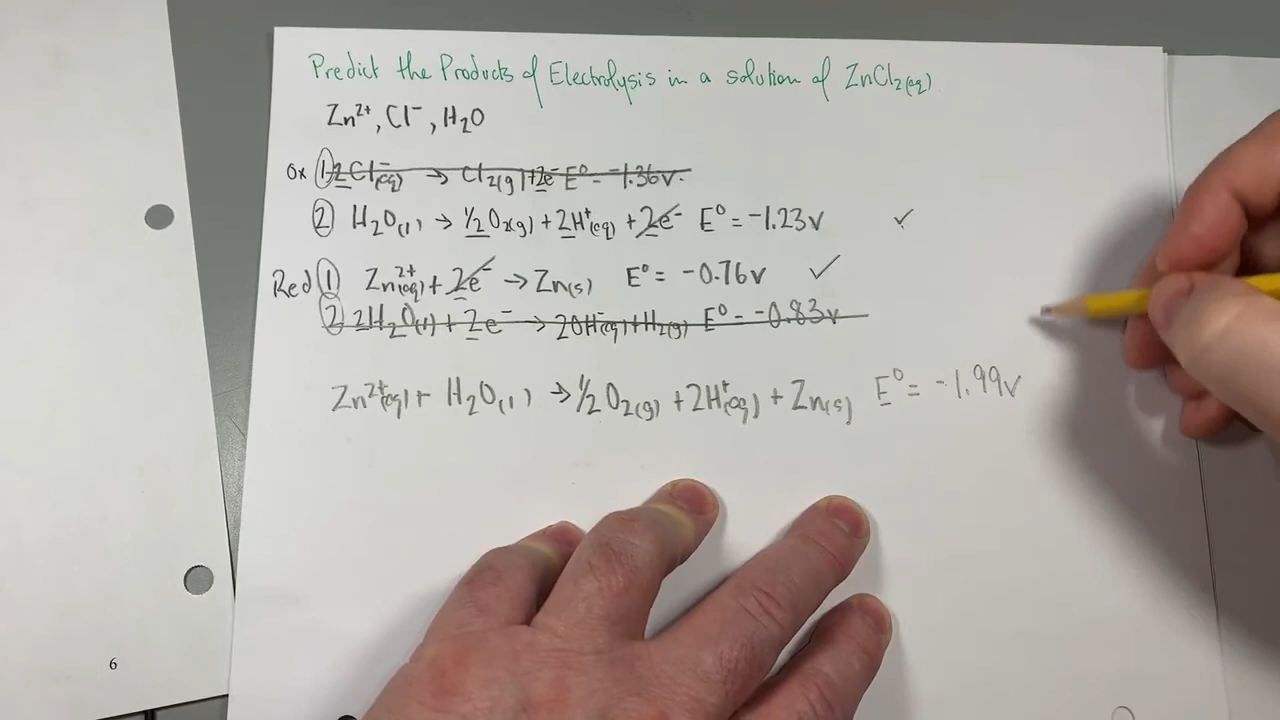 Predict the Products of Electrolysis in a solution of ZnCl₂(aq)
Zn²⁺, Cl⁻, H₂O
Ox ① 2Cl⁻(aq) → Cl₂(g) + 2e⁻ E° = -1.36v
② H₂O(l) → ½O₂(g) + 2H⁺(aq) + 2e⁻ E° = -1.23v ✓
Red ① Zn²⁺(aq) + 2e⁻ → Zn(s) E° = -0.76v ✓
② 2H₂O(l) + 2e⁻ → 2OH⁻(aq) + H₂(g) E° = -0.83v
Zn²⁺(aq) + H₂O(l) → ½O₂(g) + 2H⁺(aq) + Zn(s) E° = -1.99v
6